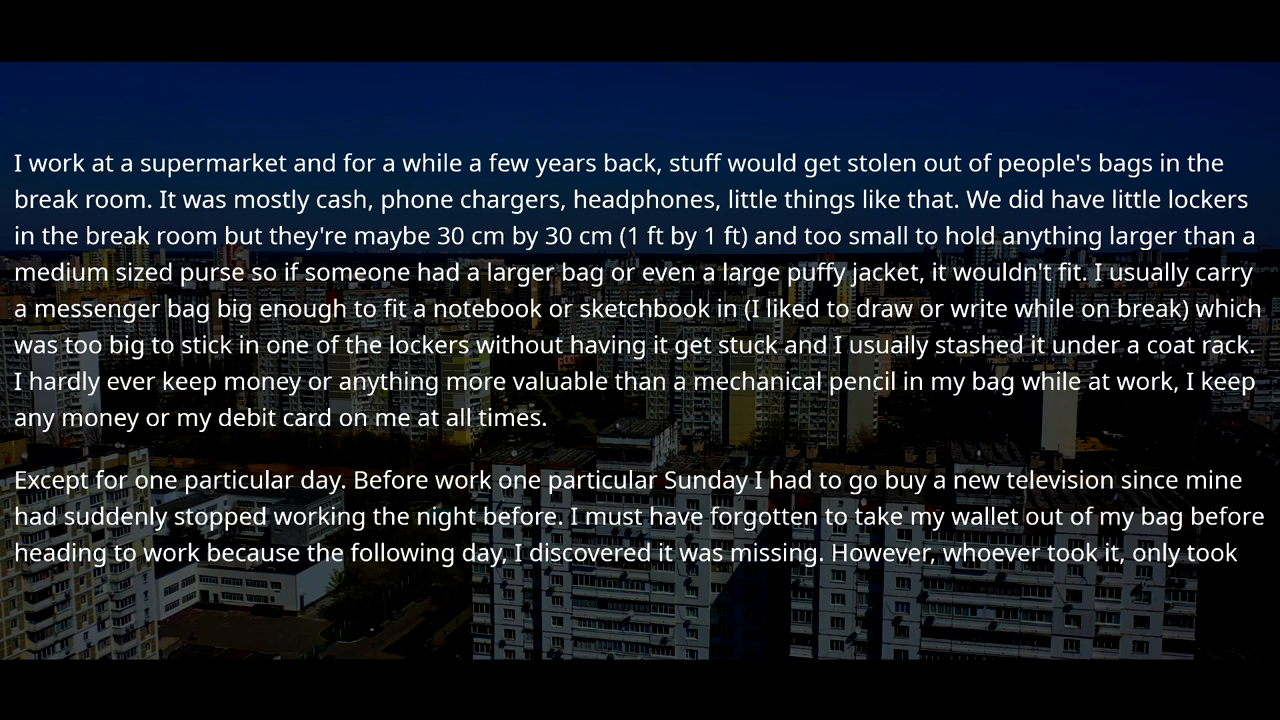 I work at a supermarket and for a while a few years back, stuff would get stolen out of people's bags in the
break room. It was mostly cash, phone chargers, headphones, little things like that. We did have little lockers
in the break room but they're maybe 30 cm by 30 cm (1 ft by 1 ft) and too small to hold anything larger than a
medium sized purse so if someone had a larger bag or even a large puffy jacket, it wouldn't fit. I usually carry
a messenger bag big enough to fit a notebook or sketchbook in (I liked to draw or write while on break) which
was too big to stick in one of the lockers without having it get stuck and I usually stashed it under a coat rack.
I hardly ever keep money or anything more valuable than a mechanical pencil in my bag while at work, I keep
any money or my debit card on me at all times.
Except for one particular day. Before work one particular Sunday I had to go buy a new television since mine
had suddenly stopped working the night before. I must have forgotten to take my wallet out of my bag before
heading to work because the following day, I discovered it was missing. However, whoever took it, only took